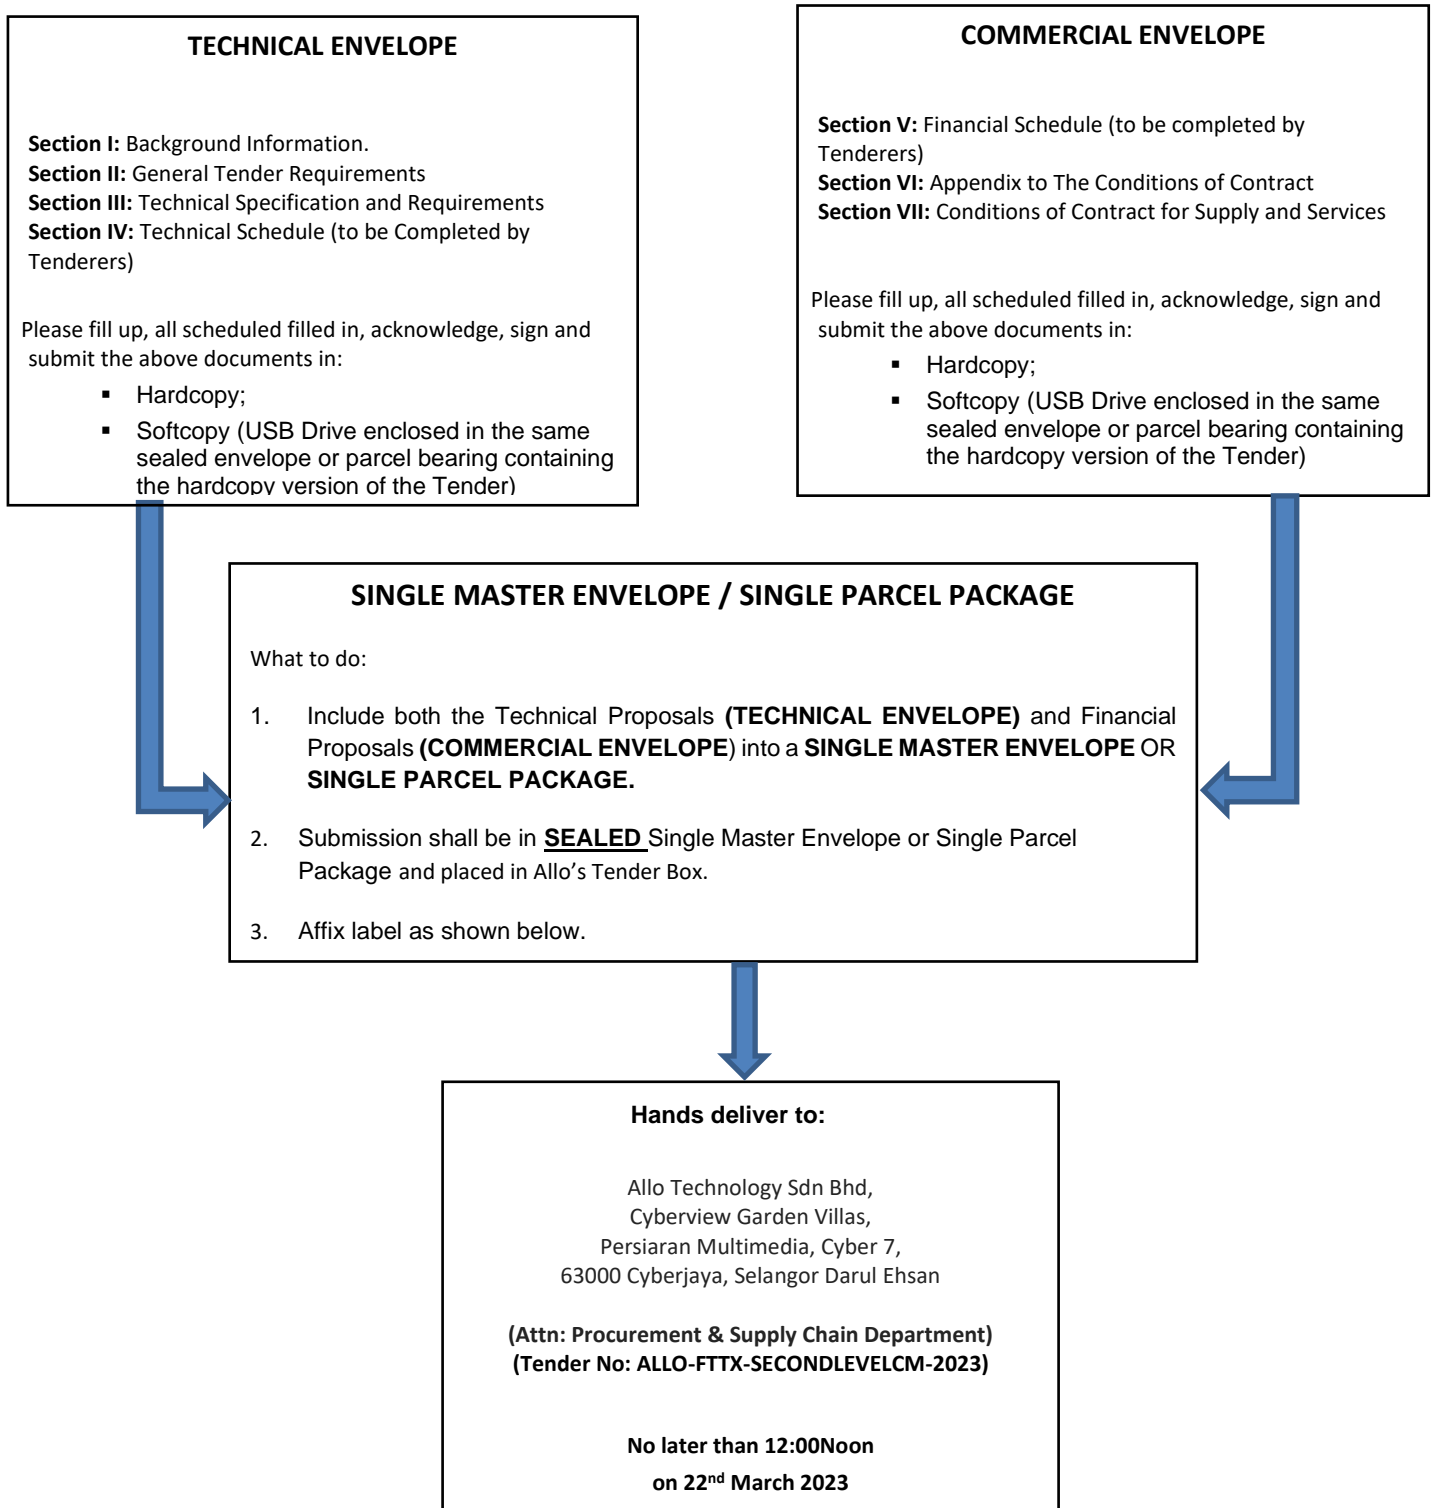 TECHNICAL ENVELOPE
Section I: Background Information.
Section II: General Tender Requirements
Section III: Technical Specification and Requirements
Section IV: Technical Schedule (to be Completed by
Tenderers)
Please fill up, all scheduled filled in, acknowledge, sign and
submit the above documents in:
▪ Hardcopy;
▪ Softcopy (USB Drive enclosed in the same
sealed envelope or parcel bearing containing
the hardcopy version of the Tender)
COMMERCIAL ENVELOPE
Section V: Financial Schedule (to be completed by
Tenderers)
Section VI: Appendix to The Conditions of Contract
Section VII: Conditions of Contract for Supply and Services
Please fill up, all scheduled filled in, acknowledge, sign and
submit the above documents in:
▪ Hardcopy;
▪ Softcopy (USB Drive enclosed in the same
sealed envelope or parcel bearing containing
the hardcopy version of the Tender)
SINGLE MASTER ENVELOPE / SINGLE PARCEL PACKAGE
What to do:
1. Include both the Technical Proposals (TECHNICAL ENVELOPE) and Financial
Proposals (COMMERCIAL ENVELOPE) into a SINGLE MASTER ENVELOPE OR
SINGLE PARCEL PACKAGE.
2. Submission shall be in SEALED Single Master Envelope or Single Parcel
Package and placed in Allo’s Tender Box.
3. Affix label as shown below.
Hands deliver to:
Allo Technology Sdn Bhd,
Cyberview Garden Villas,
Persiaran Multimedia, Cyber 7,
63000 Cyberjaya, Selangor Darul Ehsan
(Attn: Procurement & Supply Chain Department)
(Tender No: ALLO-FTTX-SECONDLEVELCM-2023)
No later than 12:00Noon
on 22nd March 2023